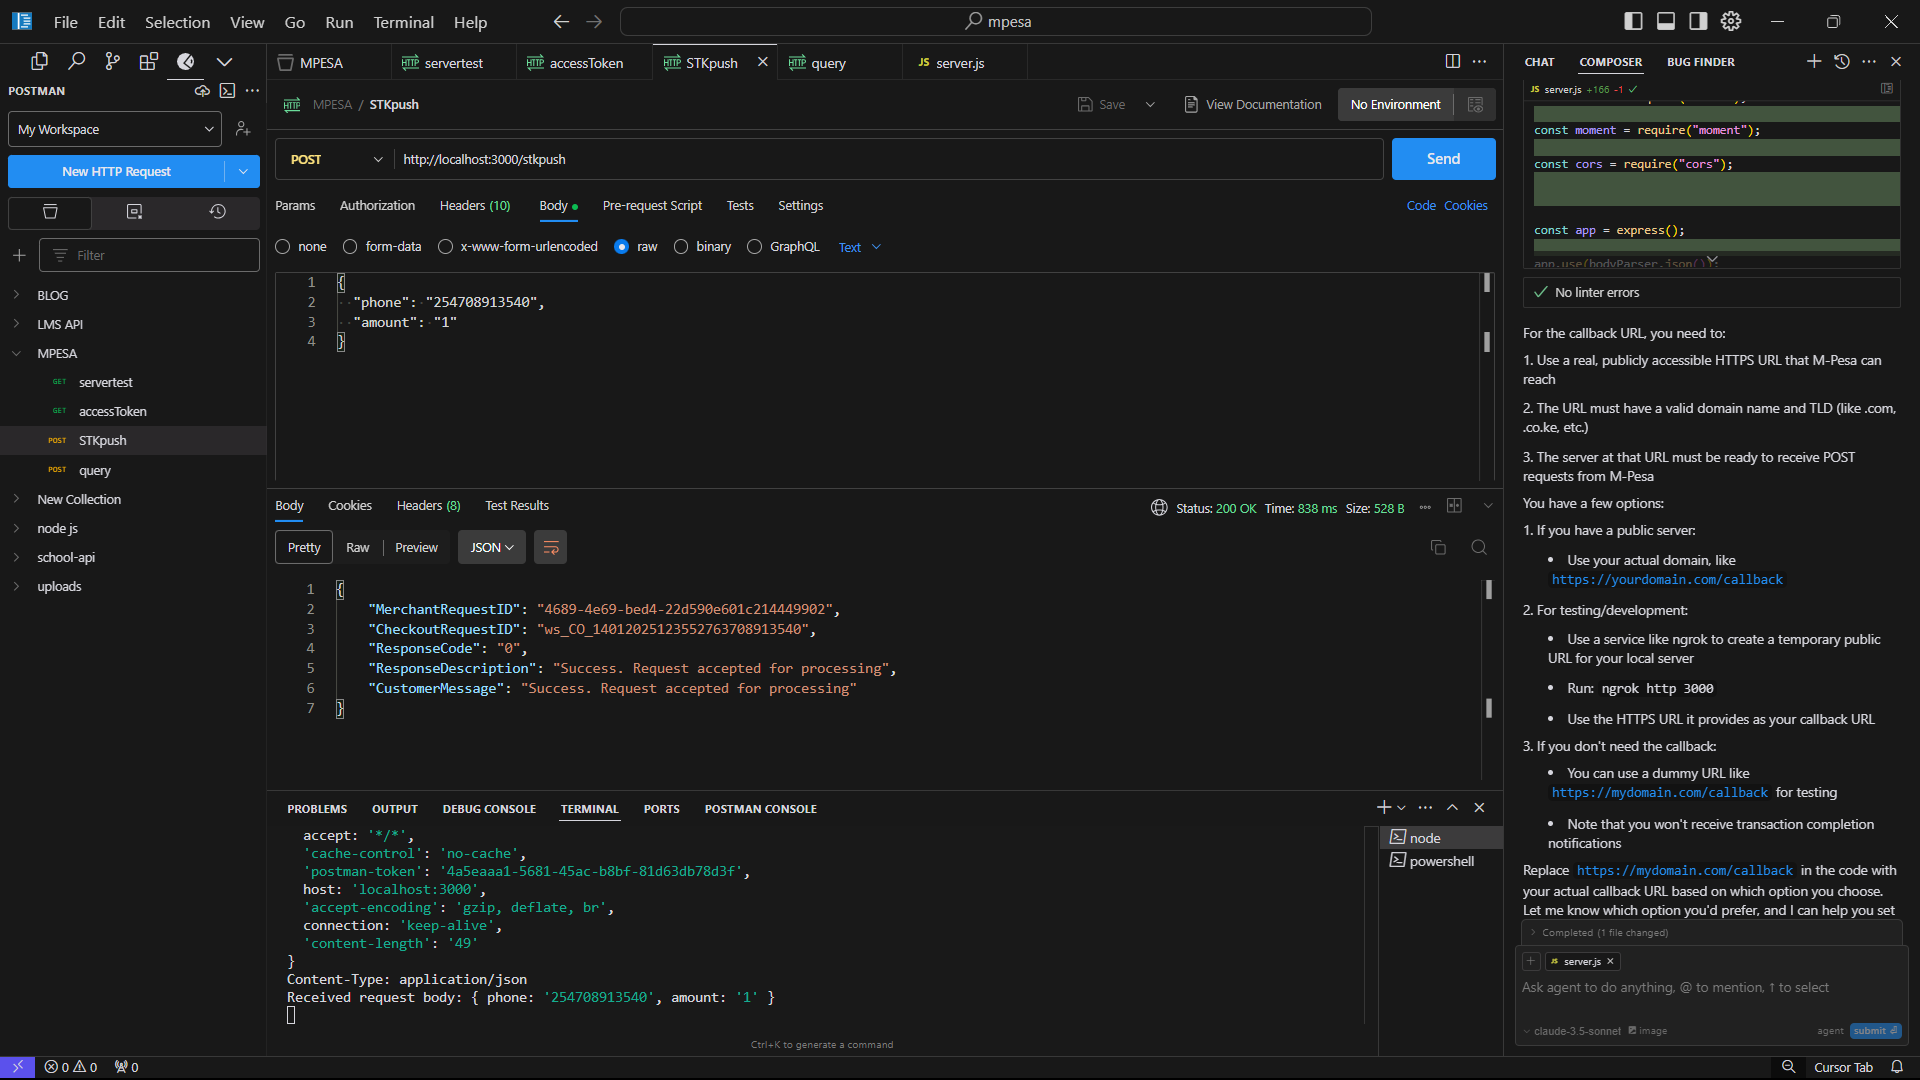 File Edit Selection View Go Run Terminal Help
mpesa
POSTMAN
My Workspace
New HTTP Request
Filter
BLOG
LMS API
MPESA
GET servertest
GET accessToken
POST STKpush
POST query
New Collection
node js
school-api
uploads
MPESA
HTTP servertest
HTTP accessToken
HTTP STKpush
HTTP query
JS server.js
HTTP MPESA / STKpush
Save
View Documentation
No Environment
POST
http://localhost:3000/stkpush
Send
Params Authorization Headers (10) Body Pre-request Script Tests Settings
Code Cookies
none form-data x-www-form-urlencoded raw binary GraphQL Text
1 {
2 "phone": "254708913540",
3 "amount": "1"
4 }
Body Cookies Headers (8) Test Results
Status: 200 OK Time: 838 ms Size: 528 B
Pretty Raw Preview JSON
1 {
2 "MerchantRequestID": "4689-4e69-bed4-22d590e601c214449902",
3 "CheckoutRequestID": "ws_CO_14012025123552763708913540",
4 "ResponseCode": "0",
5 "ResponseDescription": "Success. Request accepted for processing",
6 "CustomerMessage": "Success. Request accepted for processing"
7 }
PROBLEMS OUTPUT DEBUG CONSOLE TERMINAL PORTS POSTMAN CONSOLE
accept: '*/*',
'cache-control': 'no-cache',
'postman-token': '4a5eaaa1-5681-45ac-b8bf-81d63db78d3f',
host: 'localhost:3000',
'accept-encoding': 'gzip, deflate, br',
connection: 'keep-alive',
'content-length': '49'
}
Content-Type: application/json
Received request body: { phone: '254708913540', amount: '1' }
Ctrl+K to generate a command
node
powershell
CHAT COMPOSER BUG FINDER
JS server.js +166 -1
const moment = require("moment");
const cors = require("cors");
const app = express();
app.use(bodyParser.json());
No linter errors
For the callback URL, you need to:
1. Use a real, publicly accessible HTTPS URL that M-Pesa can
reach
2. The URL must have a valid domain name and TLD (like .com,
.co.ke, etc.)
3. The server at that URL must be ready to receive POST
requests from M-Pesa
You have a few options:
1. If you have a public server:
• Use your actual domain, like
https://yourdomain.com/callback
2. For testing/development:
• Use a service like ngrok to create a temporary public
URL for your local server
• Run: ngrok http 3000
• Use the HTTPS URL it provides as your callback URL
3. If you don't need the callback:
• You can use a dummy URL like
https://mydomain.com/callback for testing
• Note that you won't receive transaction completion
notifications
Replace https://mydomain.com/callback in the code with
your actual callback URL based on which option you choose.
Let me know which option you'd prefer, and I can help you set
Completed (1 file changed)
JS server.js
Ask agent to do anything, @ to mention, ↑ to select
claude-3.5-sonnet image
agent submit
0 0 0
Cursor Tab